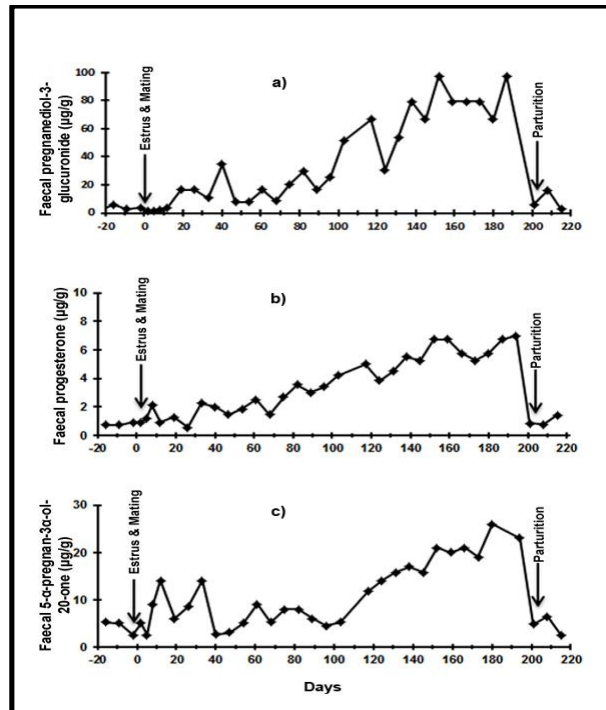 a)
Faecal pregnanediol-3-
glucuronide (µg/g)
Estrus & Mating
Parturition
100
80
60
40
20
0
-20 0 20 40 60 80 100 120 140 160 180 200 220
b)
Faecal progesterone (µg/g)
Estrus & Mating
Parturition
10
8
6
4
2
0
-20 0 20 40 60 80 100 120 140 160 180 200 220
c)
Faecal 5-α-pregnan-3α-ol-
20-one (µg/g)
Estrus & Mating
Parturition
30
20
10
0
-20 0 20 40 60 80 100 120 140 160 180 200 220
Days